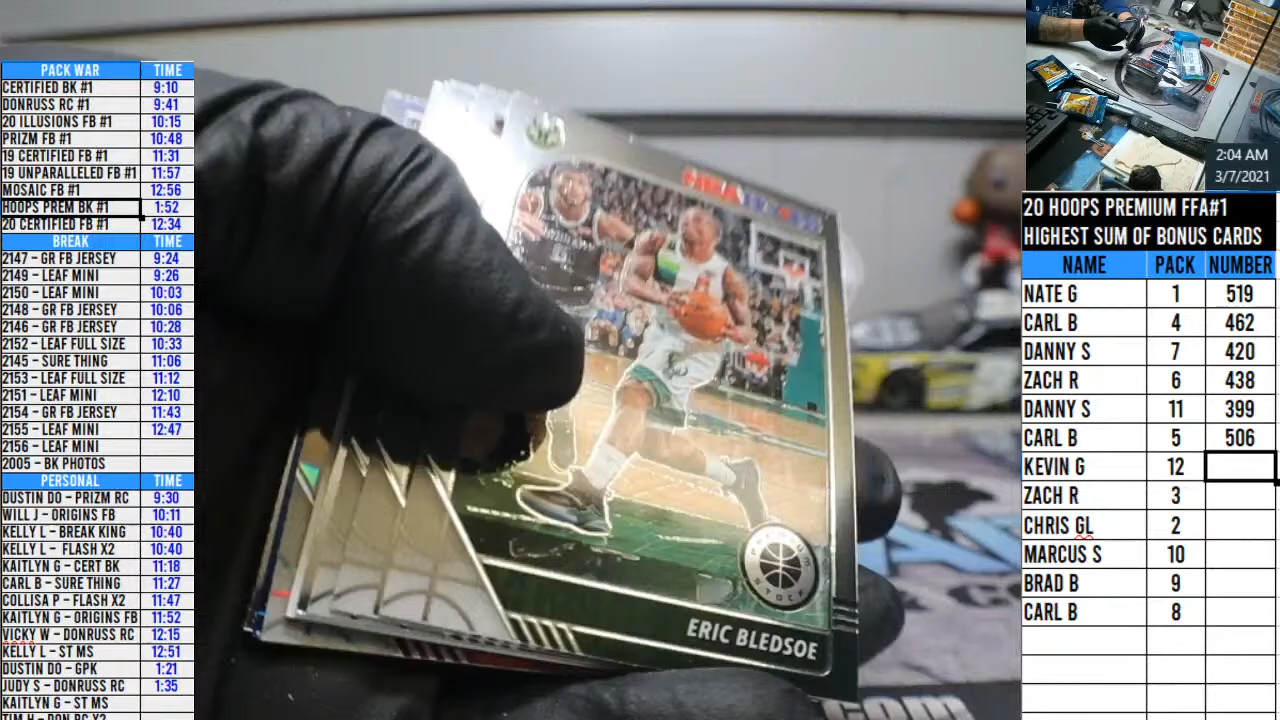 PACK WAR TIME
CERTIFIED BK #1 9:10
DONRUSS RC #1 9:41
20 ILLUSIONS FB #1 10:15
PRIZM FB #1 10:48
19 CERTIFIED FB #1 11:31
19 UNPARALLELED FB #1 11:57
MOSAIC FB #1 12:56
HOOPS PREM BK #1 1:52
20 CERTIFIED FB #1 12:34
BREAK TIME
2147 - GR FB JERSEY 9:24
2149 - LEAF MINI 9:26
2150 - LEAF MINI 10:03
2148 - GR FB JERSEY 10:06
2146 - GR FB JERSEY 10:28
2152 - LEAF FULL SIZE 10:33
2145 - SURE THING 11:06
2153 - LEAF FULL SIZE 11:12
2151 - LEAF MINI 12:10
2154 - GR FB JERSEY 11:43
2155 - LEAF MINI 12:47
2156 - LEAF MINI
2005 - BK PHOTOS
PERSONAL TIME
DUSTIN DO - PRIZM RC 9:30
WILL J - ORIGINS FB 10:11
KELLY L - BREAK KING 10:40
KELLY L - FLASH X2 10:40
KAITLYN G - CERT BK 11:18
CARL B - SURE THING 11:27
COLLISA P - FLASH X2 11:47
KAITLYN G - ORIGINS FB 11:52
VICKY W - DONRUSS RC 12:15
KELLY L - ST MS 12:51
DUSTIN DO - GPK 1:21
JUDY S - DONRUSS RC 1:35
KAITLYN G - ST MS
TIM H - DON RC X2
NBA HOOPS
PREMIUM
STOCK
ERIC BLEDSOE
.com
2:04 AM
3/7/2021
20 HOOPS PREMIUM FFA#1
HIGHEST SUM OF BONUS CARDS
NAME PACK NUMBER
NATE G 1 519
CARL B 4 462
DANNY S 7 420
ZACH R 6 438
DANNY S 11 399
CARL B 5 506
KEVIN G 12
ZACH R 3
CHRIS GL 2
MARCUS S 10
BRAD B 9
CARL B 8